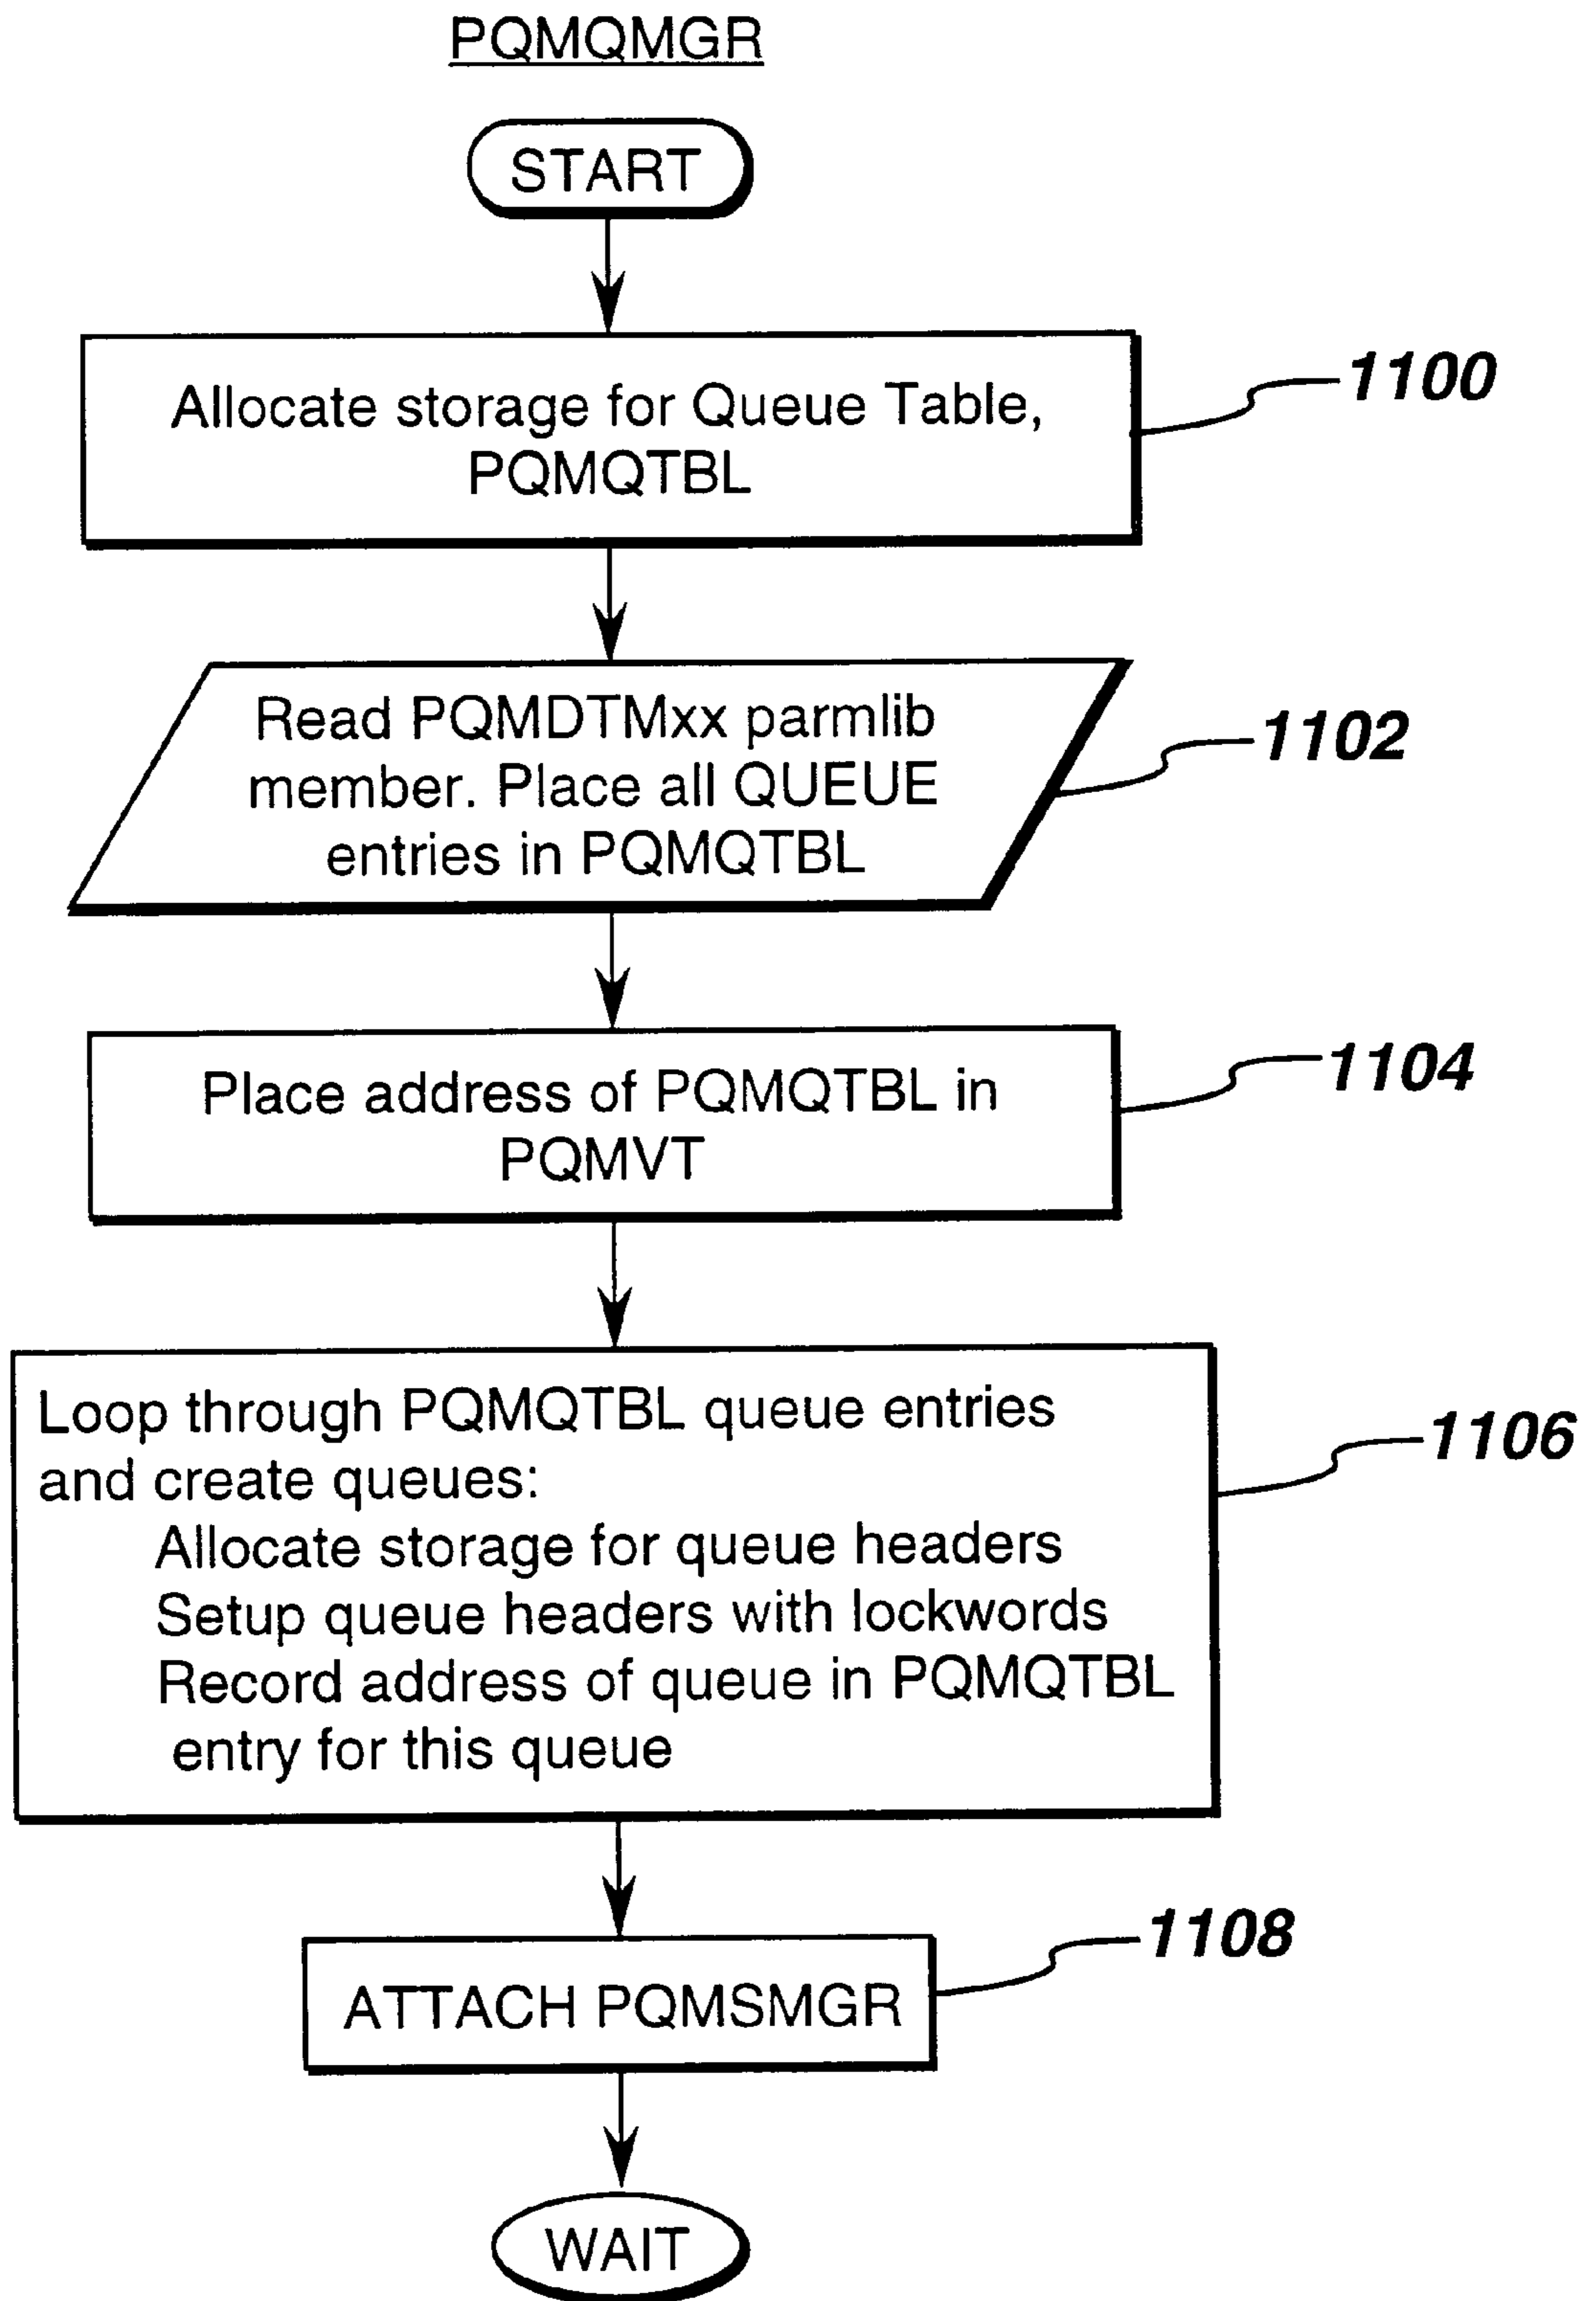 PQMQMGR
START
Allocate storage for Queue Table,
PQMQTBL
1100
Read PQMDTMxx parmlib
member. Place all QUEUE
entries in PQMQTBL
1102
Place address of PQMQTBL in
PQMVT
1104
Loop through PQMQTBL queue entries
and create queues:
Allocate storage for queue headers
Setup queue headers with lockwords
Record address of queue in PQMQTBL
entry for this queue
1106
ATTACH PQMSMGR
1108
WAIT